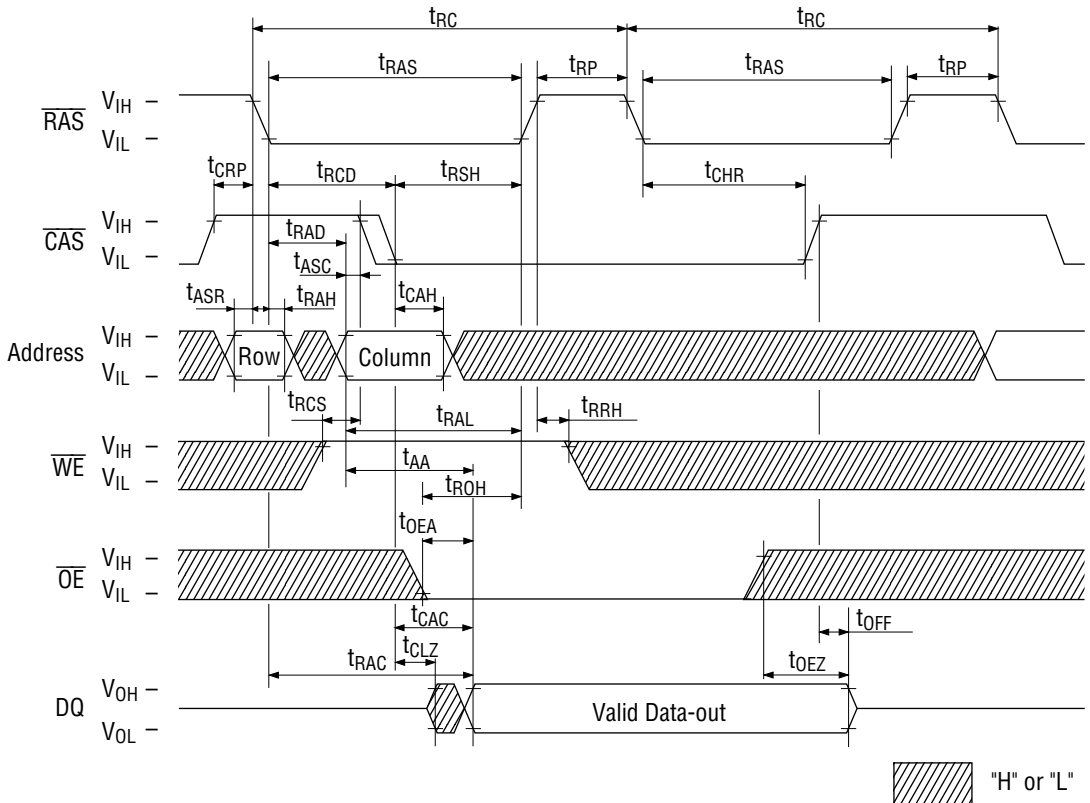 tRC tRC
tRAS tRP tRAS tRP
RAS VIH –
VIL –
tCRP tRCD tRSH tCHR
CAS VIH –
VIL –
tRAD
tASC
tASR tRAH tCAH
Address VIH –
VIL –
Row Column
tRCS tRAL tRRH
WE VIH –
VIL –
tAA
tROH
tOEA
OE VIH –
VIL –
tCAC
tOFF
tCLZ
tRAC tOEZ
DQ VOH –
VOL –
Valid Data-out
"H" or "L"